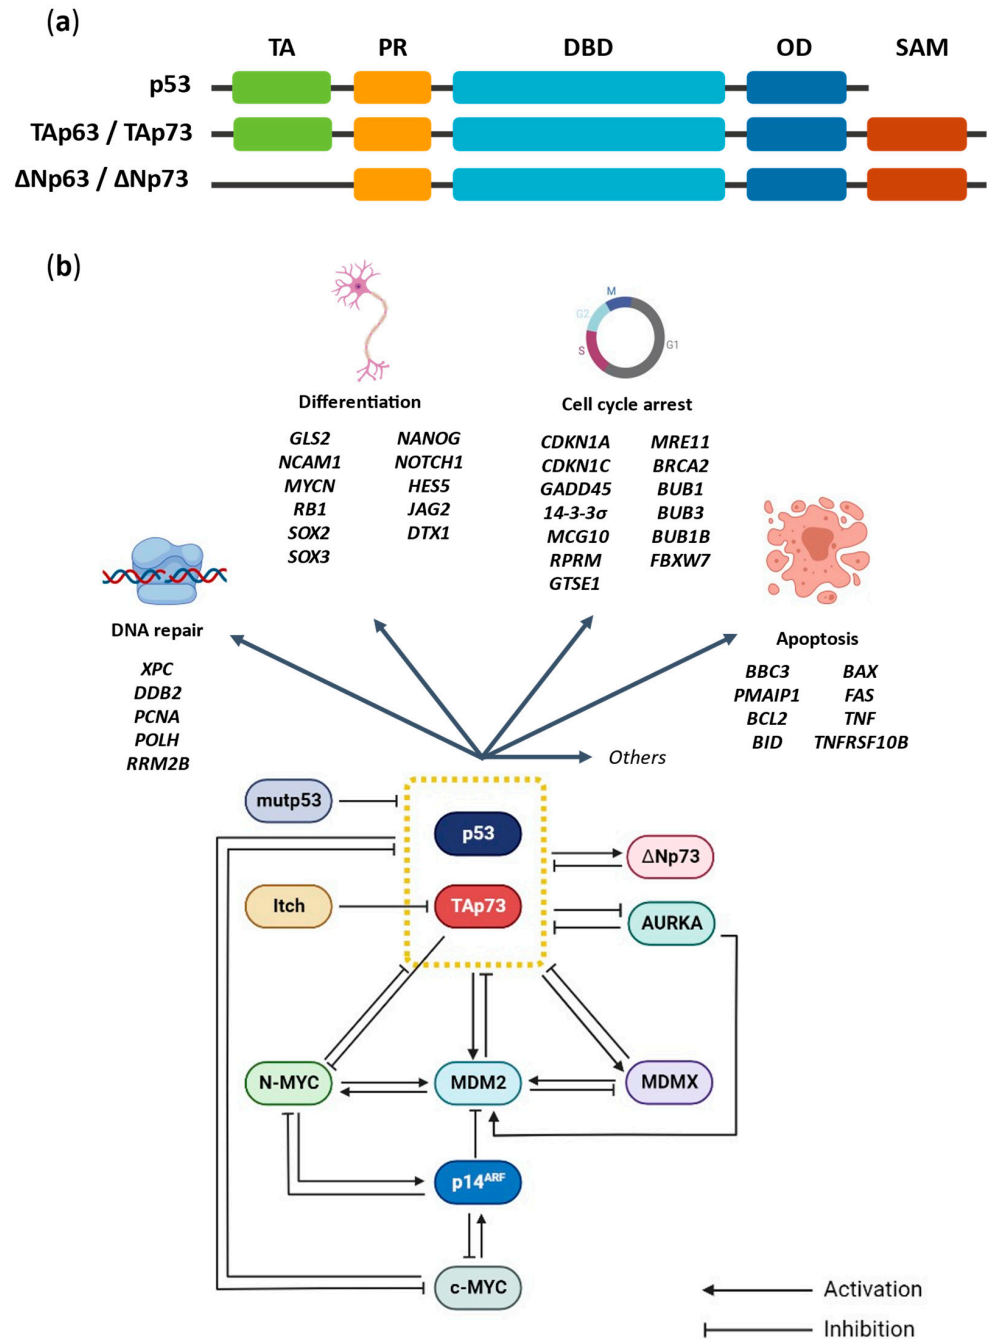 (a)
TA PR DBD OD SAM
p53
TAp63 / TAp73
ΔNp63 / ΔNp73
(b)
M
G2
S
G1
Differentiation
GLS2 NANOG
NCAM1 NOTCH1
MYCN HES5
RB1 JAG2
SOX2 DTX1
SOX3
Cell cycle arrest
CDKN1A MRE11
CDKN1C BRCA2
GADD45 BUB1
14-3-3σ BUB3
MCG10 BUB1B
RPRM FBXW7
GTSE1
DNA repair
XPC
DDB2
PCNA
POLH
RRM2B
Apoptosis
BBC3 BAX
PMAIP1 FAS
BCL2 TNF
BID TNFRSF10B
Others
mutp53
p53
ΔNp73
Itch
TAp73
AURKA
N-MYC
MDM2
MDMX
p14ARF
c-MYC
Activation
Inhibition